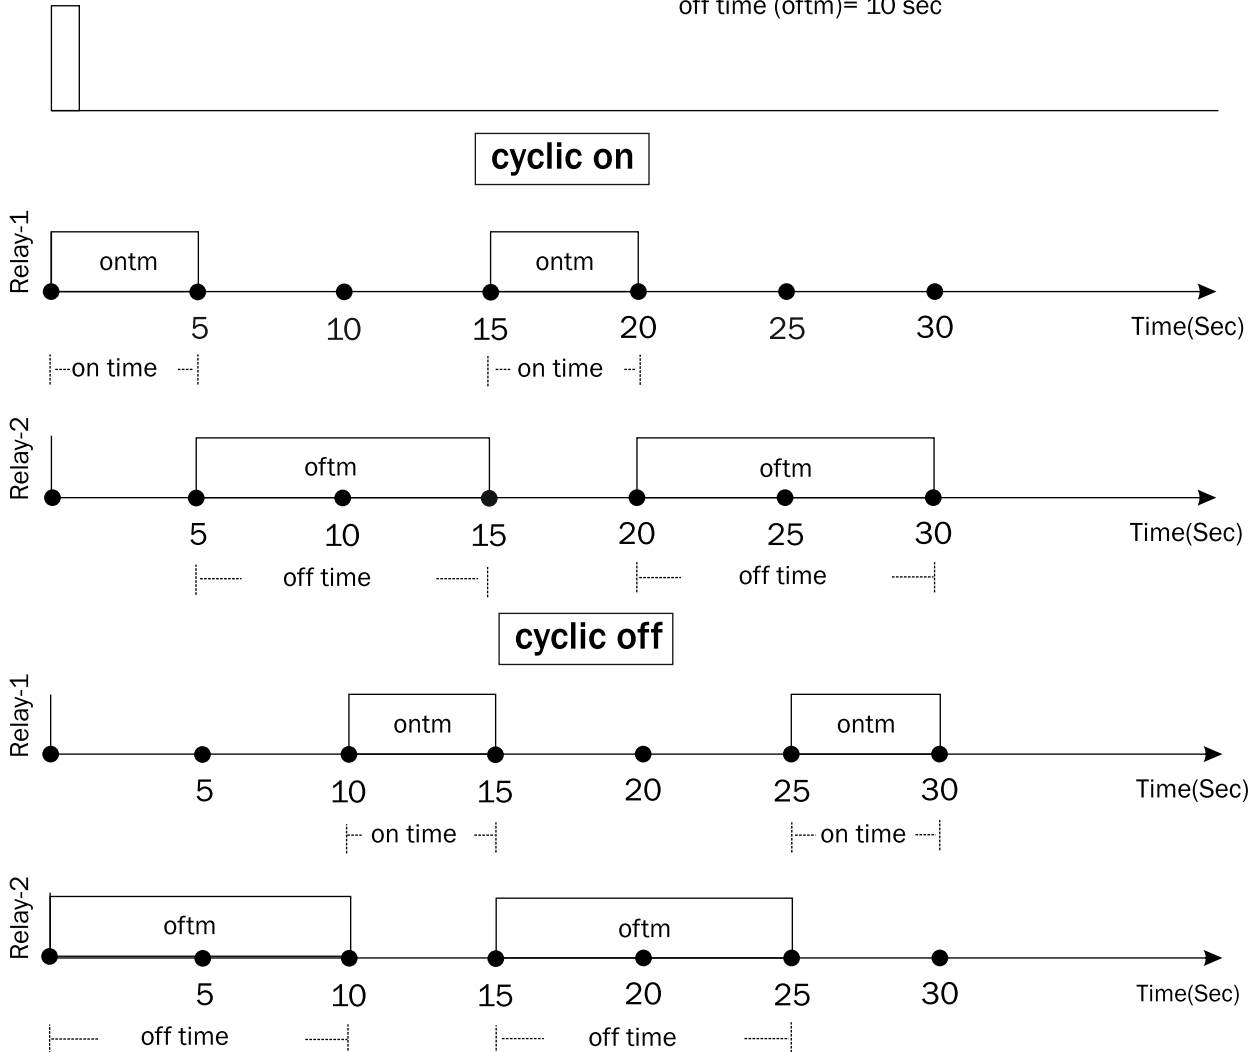 off time (oftm)= 10 sec
cyclic on
Relay-1
ontm ontm
5 10 15 20 25 30 Time(Sec)
on time on time
Relay-2
oftm oftm
5 10 15 20 25 30 Time(Sec)
off time off time
cyclic off
Relay-1
ontm ontm
5 10 15 20 25 30 Time(Sec)
on time on time
Relay-2
oftm oftm
5 10 15 20 25 30 Time(Sec)
off time off time